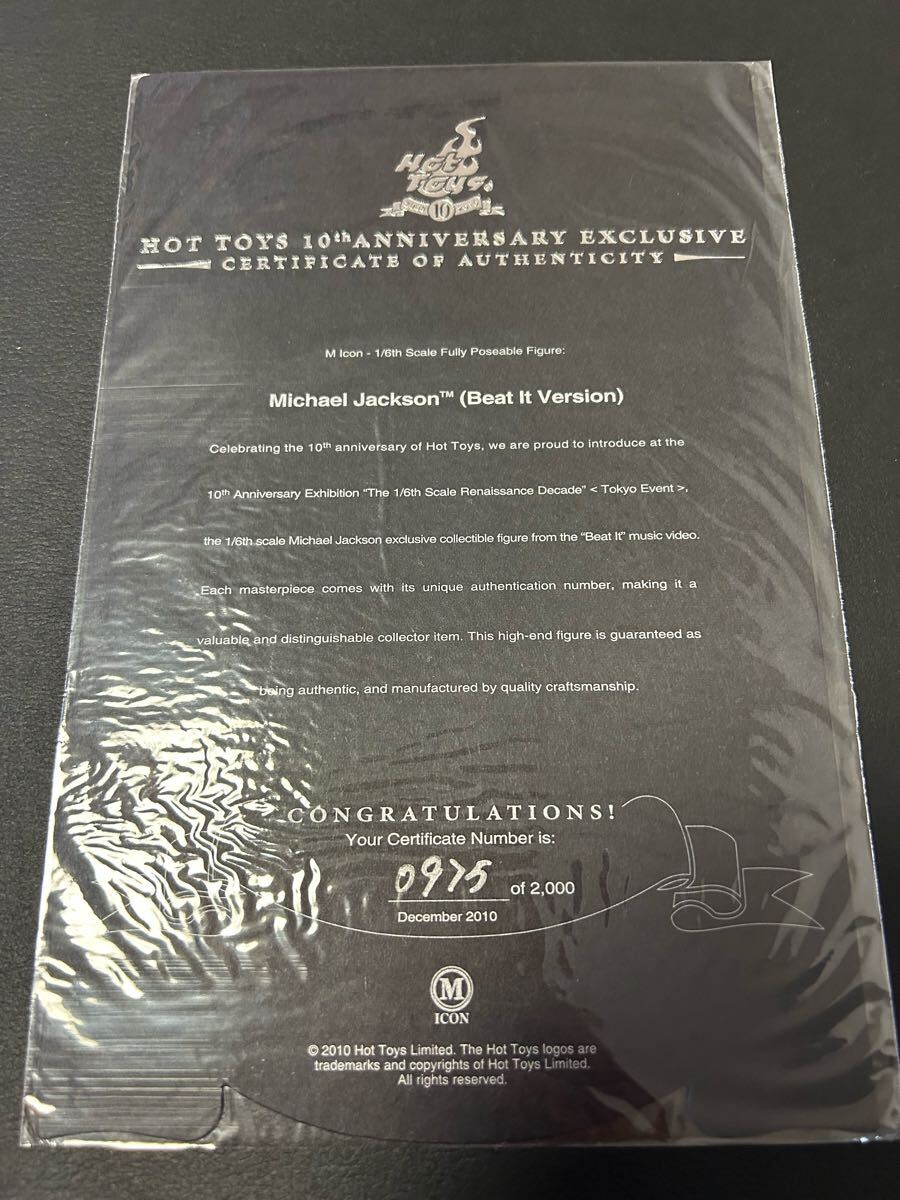 Hot
Toys
10
HOT TOYS 10th ANNIVERSARY EXCLUSIVE
CERTIFICATE OF AUTHENTICITY
M Icon - 1/6th Scale Fully Poseable Figure:
Michael Jackson™ (Beat It Version)
Celebrating the 10th anniversary of Hot Toys, we are proud to introduce at the
10th Anniversary Exhibition “The 1/6th Scale Renaissance Decade” < Tokyo Event >,
the 1/6th scale Michael Jackson exclusive collectible figure from the “Beat It” music video.
Each masterpiece comes with its unique authentication number, making it a
valuable and distinguishable collector item. This high-end figure is guaranteed as
being authentic, and manufactured by quality craftsmanship.
CONGRATULATIONS!
Your Certificate Number is:
0975 of 2,000
December 2010
M
ICON
© 2010 Hot Toys Limited. The Hot Toys logos are
trademarks and copyrights of Hot Toys Limited.
All rights reserved.